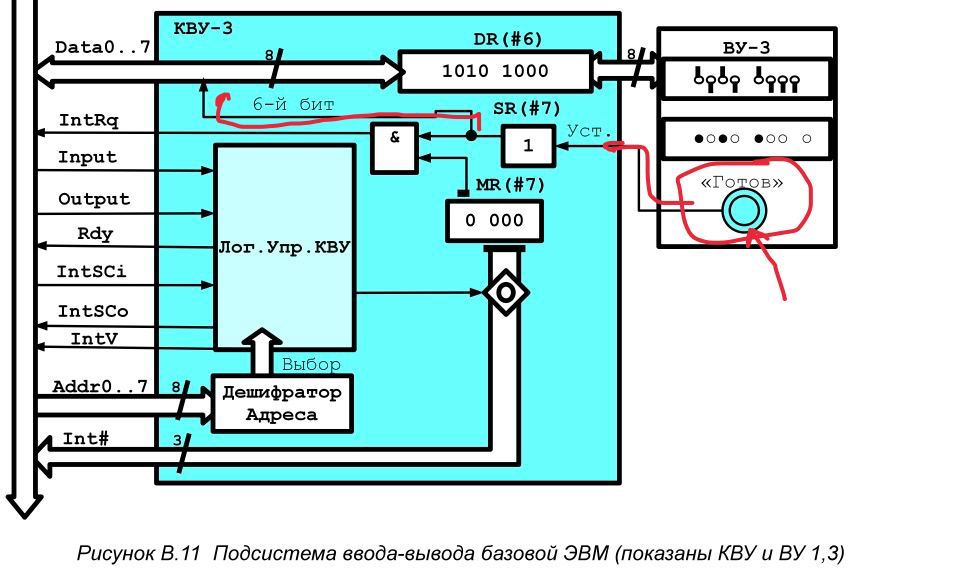 КВУ-3
Data0..7
8
DR(#6)
1010 1000
8
ВУ-3
6-й бит
SR(#7)
IntRq
&
1
Уст.
Input
MR(#7)
«Готов»
Output
0 000
Rdy
Лог.Упр.КВУ
IntSCi
IntSCo
IntV
Выбор
Addr0..7
8
Дешифратор
Адреса
Int#
3
Рисунок В.11 Подсистема ввода-вывода базовой ЭВМ (показаны КВУ и ВУ 1,3)